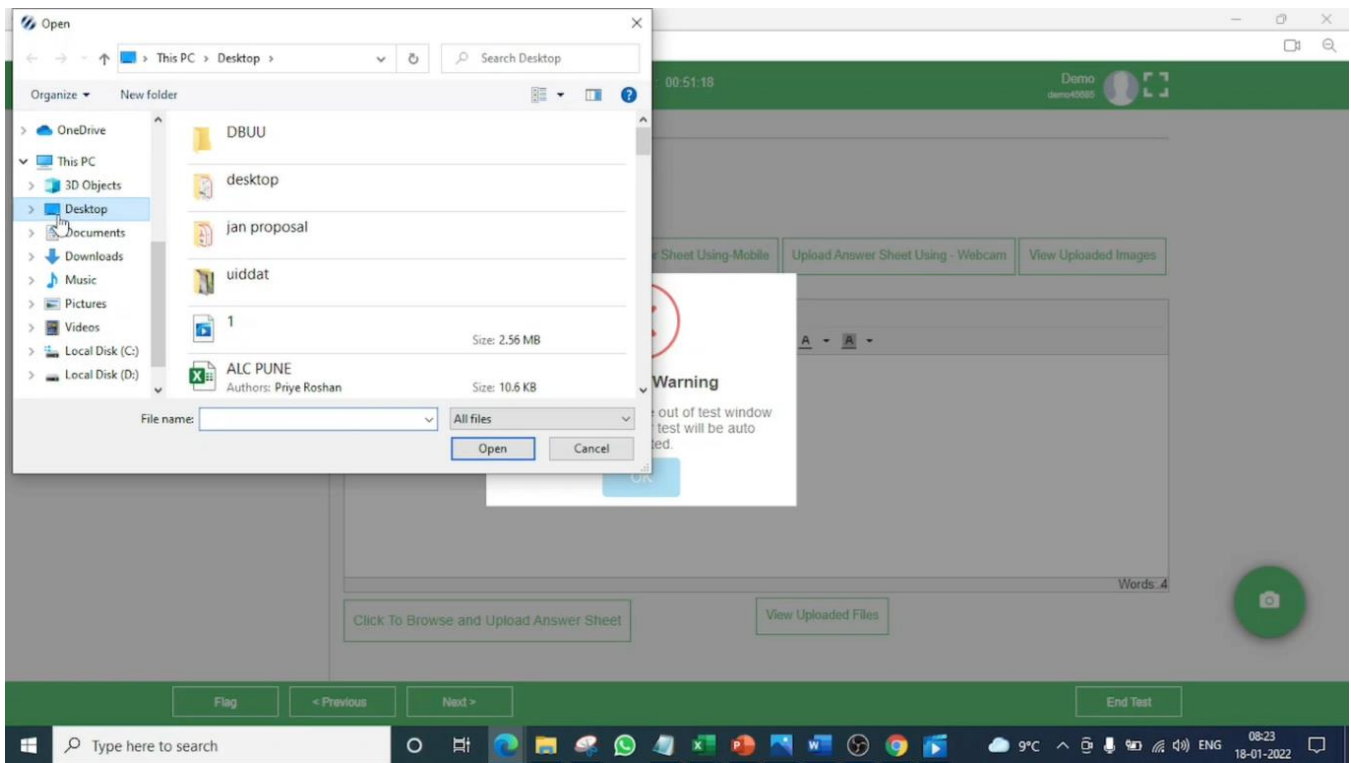 Open
This PC > Desktop >
Search Desktop
00:51:18
Demo
Organize
New folder
OneDrive
This PC
3D Objects
Desktop
Documents
Downloads
Music
Pictures
Videos
Local Disk (C:)
Local Disk (D:)
DBUU
desktop
jan proposal
uiddat
1
Size: 2.56 MB
ALC PUNE
Authors: Priye Roshan
Size: 10.6 KB
File name:
All files
Open
Cancel
Sheet Using-Mobile
Upload Answer Sheet Using - Webcam
View Uploaded Images
A
A
Warning
out of test window
test will be auto
OK
Words:4
Click To Browse and Upload Answer Sheet
View Uploaded Files
Flag
< Previous
Next >
End Test
Type here to search
9°C
ENG
08:23
18-01-2022